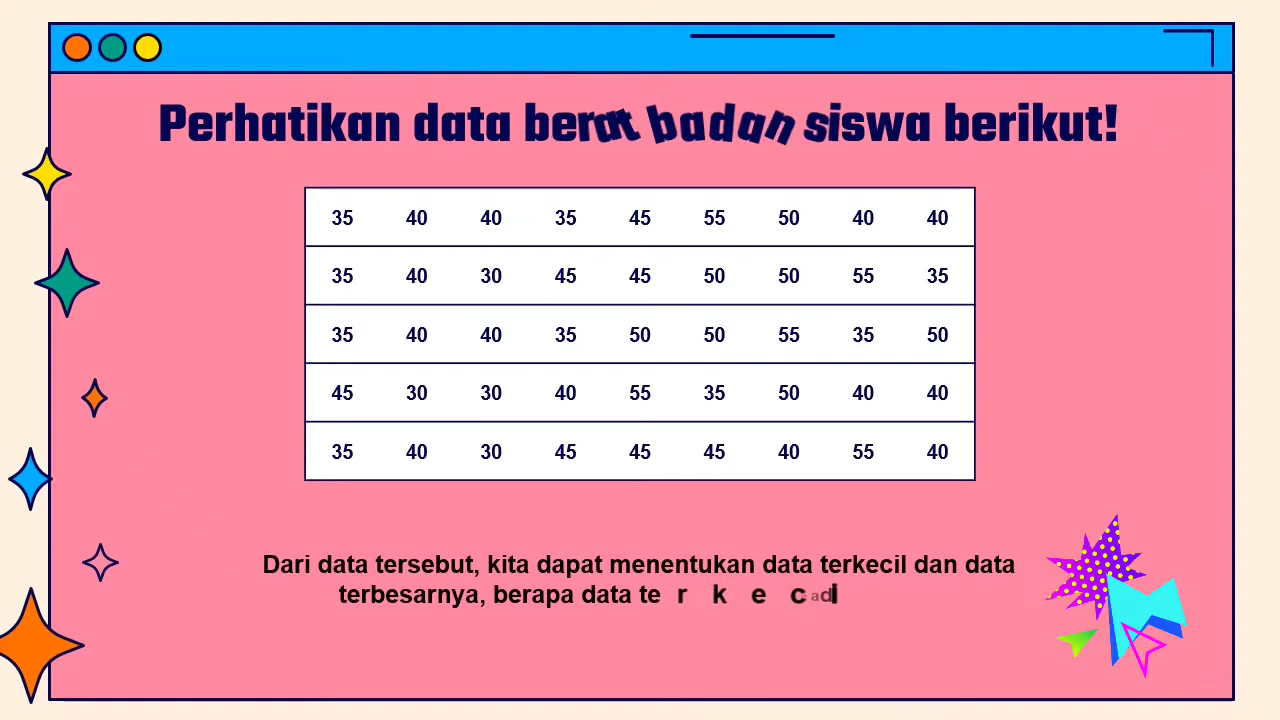 Perhatikan data berat badan siswa berikut!
35 40 40 35 45 55 50 40 40
35 40 30 45 45 50 50 55 35
35 40 40 35 50 50 55 35 50
45 30 30 40 55 35 50 40 40
35 40 30 45 45 45 40 55 40
Dari data tersebut, kita dapat menentukan data terkecil dan data
terbesarnya, berapa data